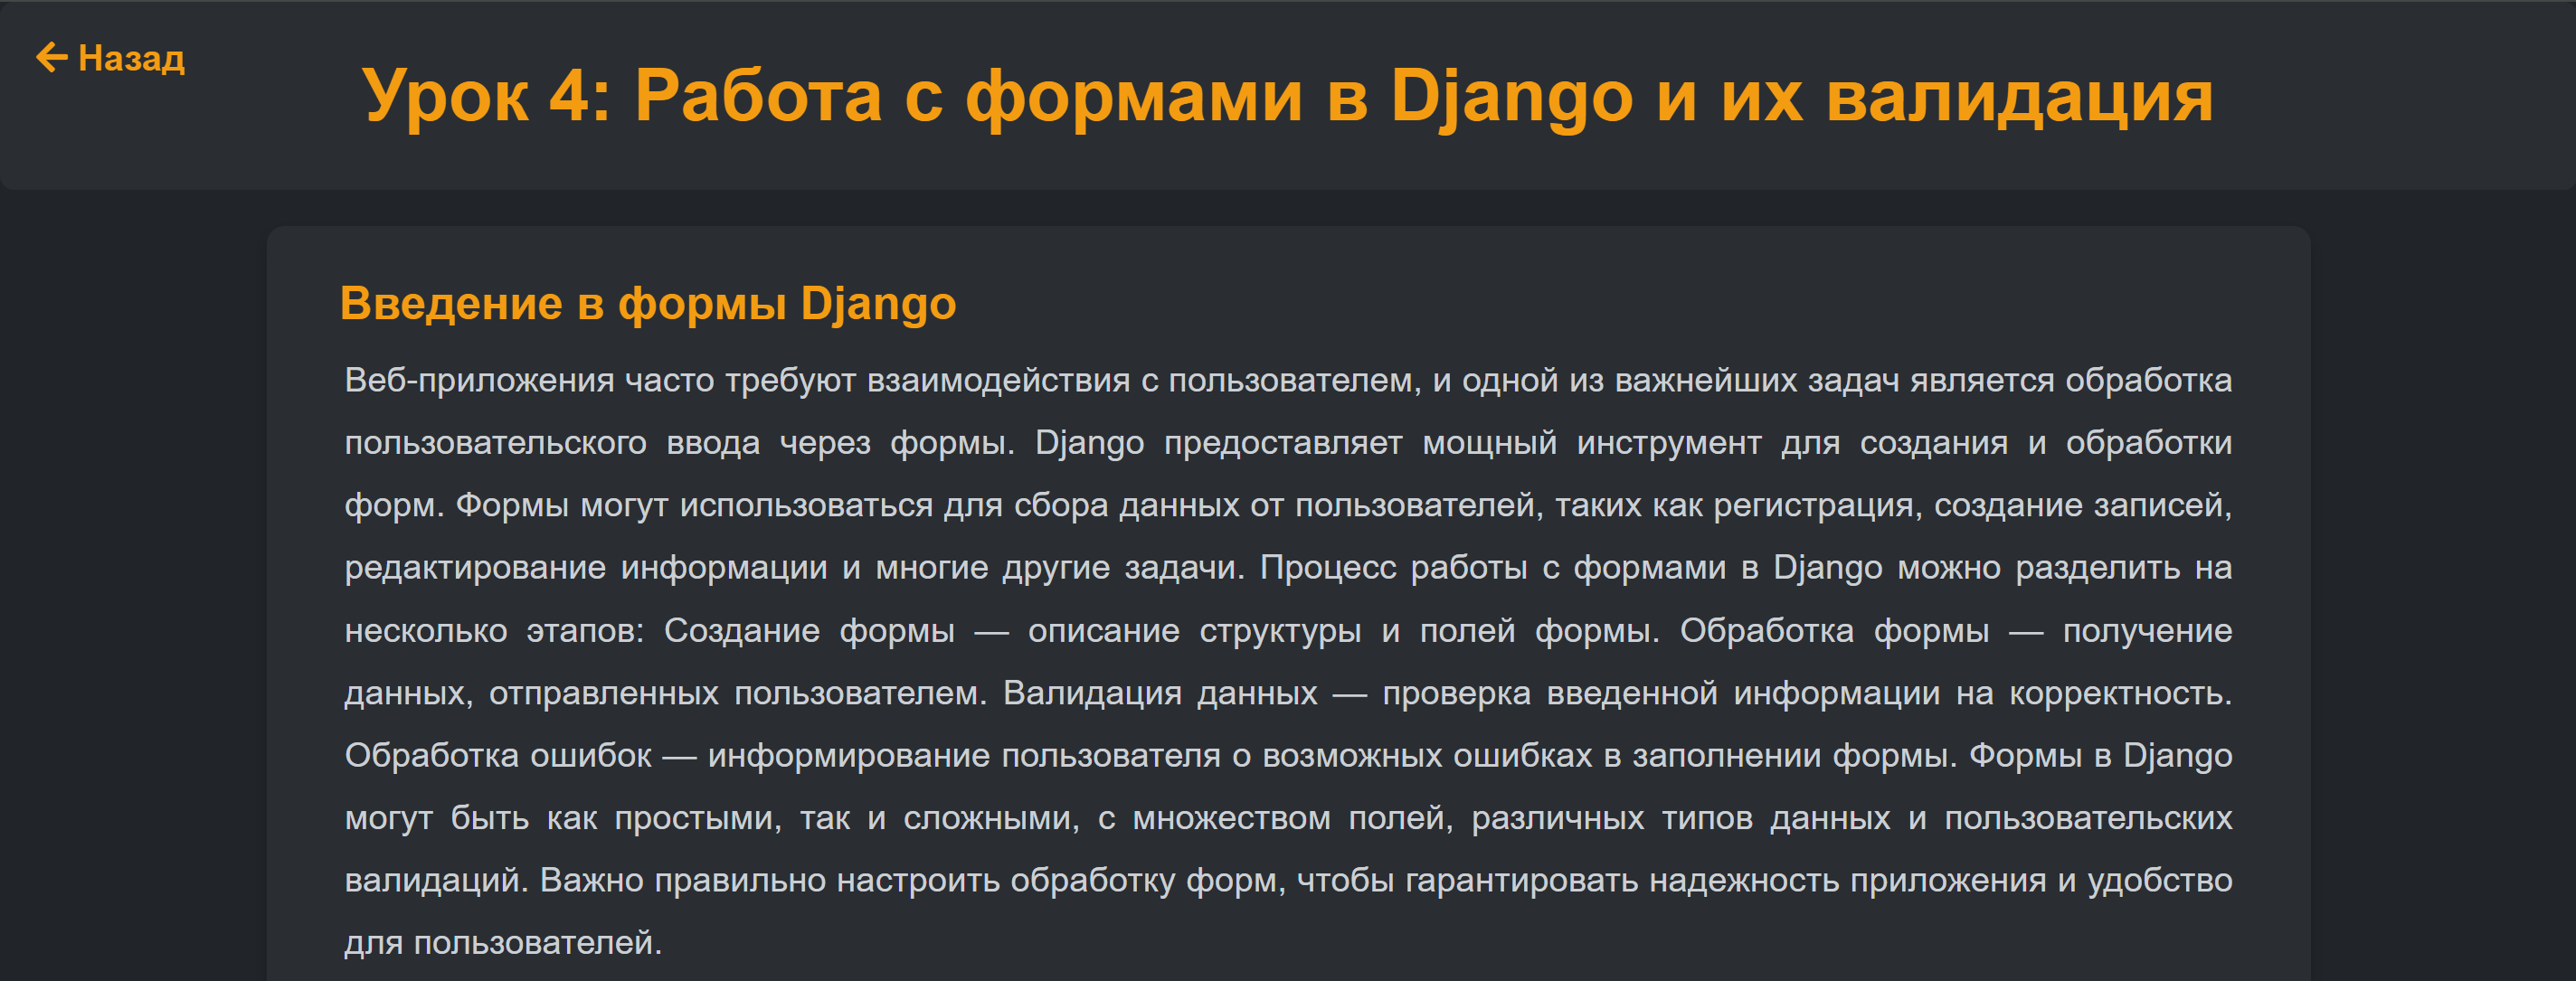 Назад
Урок 4: Работа с формами в Django и их валидация
Введение в формы Django
Веб-приложения часто требуют взаимодействия с пользователем, и одной из важнейших задач является обработка
пользовательского ввода через формы. Django предоставляет мощный инструмент для создания и обработки
форм. Формы могут использоваться для сбора данных от пользователей, таких как регистрация, создание записей,
редактирование информации и многие другие задачи. Процесс работы с формами в Django можно разделить на
несколько этапов: Создание формы — описание структуры и полей формы. Обработка формы — получение
данных, отправленных пользователем. Валидация данных — проверка введенной информации на корректность.
Обработка ошибок — информирование пользователя о возможных ошибках в заполнении формы. Формы в Django
могут быть как простыми, так и сложными, с множеством полей, различных типов данных и пользовательских
валидаций. Важно правильно настроить обработку форм, чтобы гарантировать надежность приложения и удобство
для пользователей.